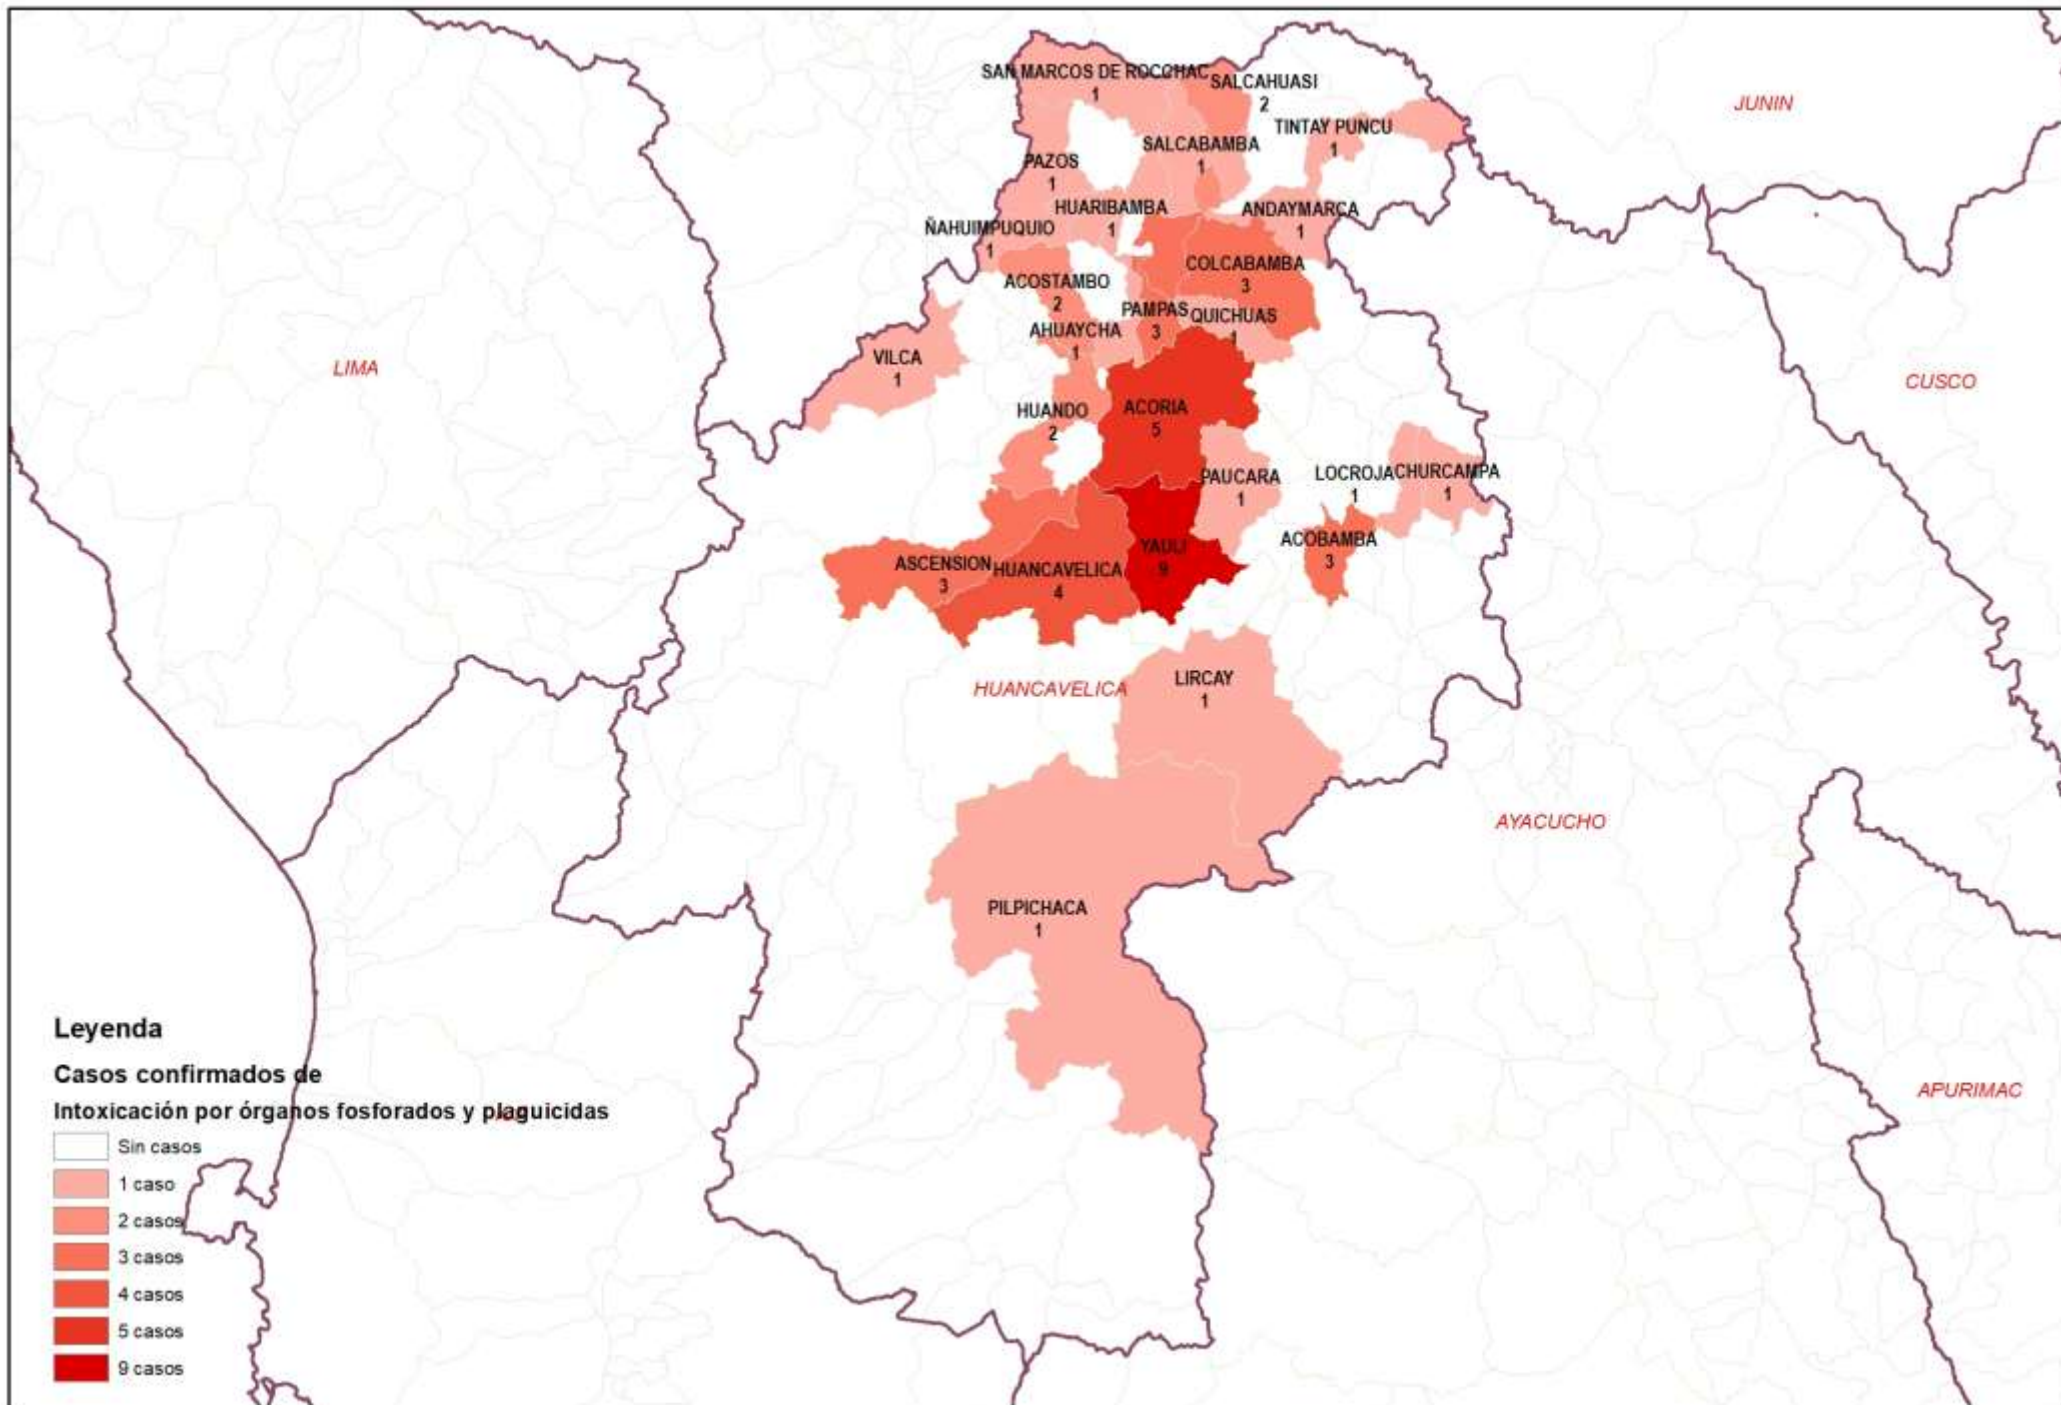 SAN MARCOS DE ROCCHAC
1
SALCAHUASI
2
JUNIN
TINTAY PUNCU
1
SALCABAMBA
1
PAZOS
1
HUARIBAMBA
1
ANDAYMARCA
1
ÑAHUIMPUQUIO
1
COLCABAMBA
3
ACOSTAMBO
2
PAMPAS
3
QUICHUAS
1
AHUAYCHA
1
VILCA
1
LIMA
CUSCO
HUANDO
2
ACORIA
5
PAUCARA
1
LOCROJA
1
CHURCAMPA
1
ACOBAMBA
3
YAULI
9
ASCENSION
3
HUANCAVELICA
4
LIRCAY
1
HUANCAVELICA
AYACUCHO
PILPICHACA
1
APURIMAC
Leyenda
Casos confirmados de
Intoxicación por órganos fosforados y plaguicidas
Sin casos
1 caso
2 casos
3 casos
4 casos
5 casos
9 casos